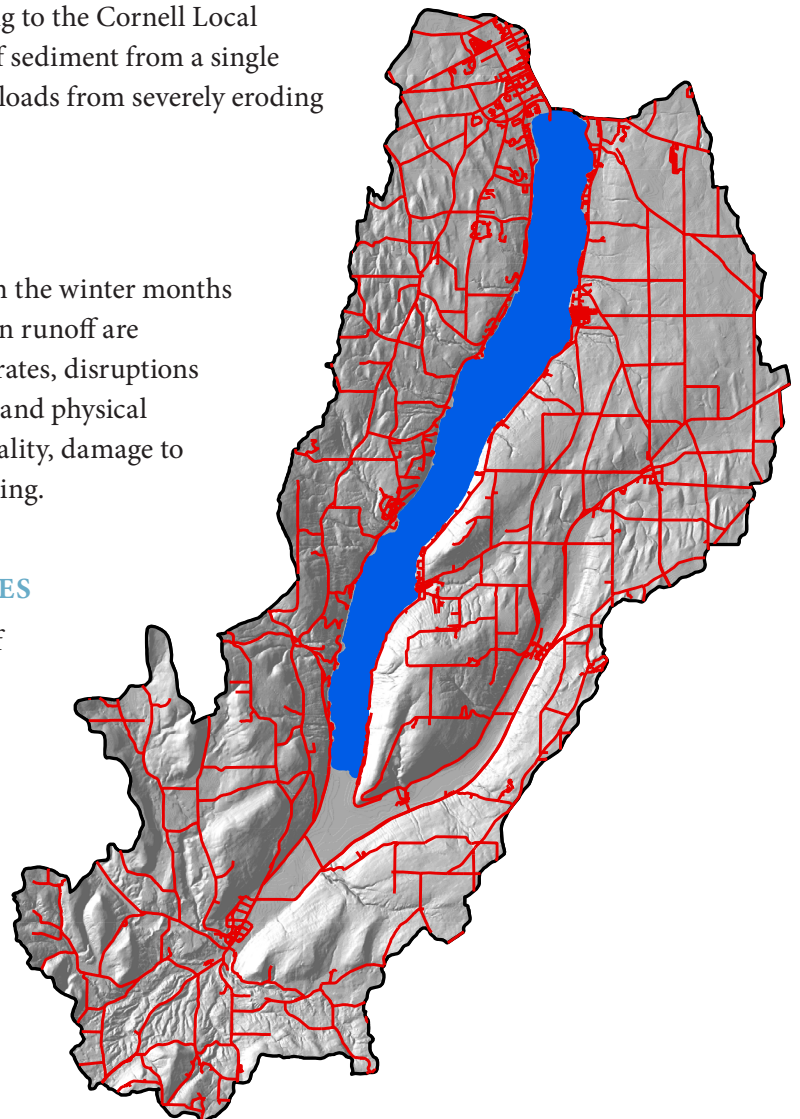 g to the Cornell Local
f sediment from a single
loads from severely eroding
the winter months
n runoff are
rates, disruptions
and physical
ality, damage to
ing.
ES
f